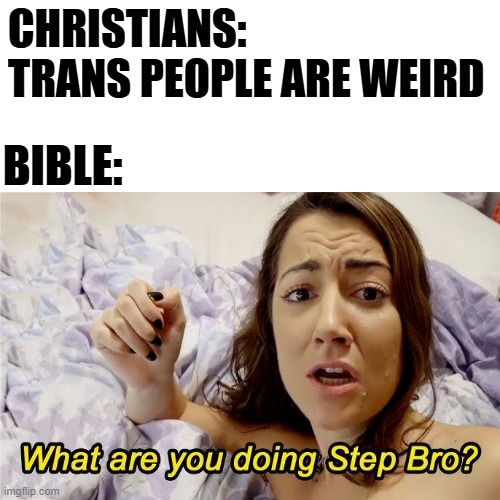 CHRISTIANS:
TRANS PEOPLE ARE WEIRD
BIBLE:
What are you doing Step Bro?
imgflip.com